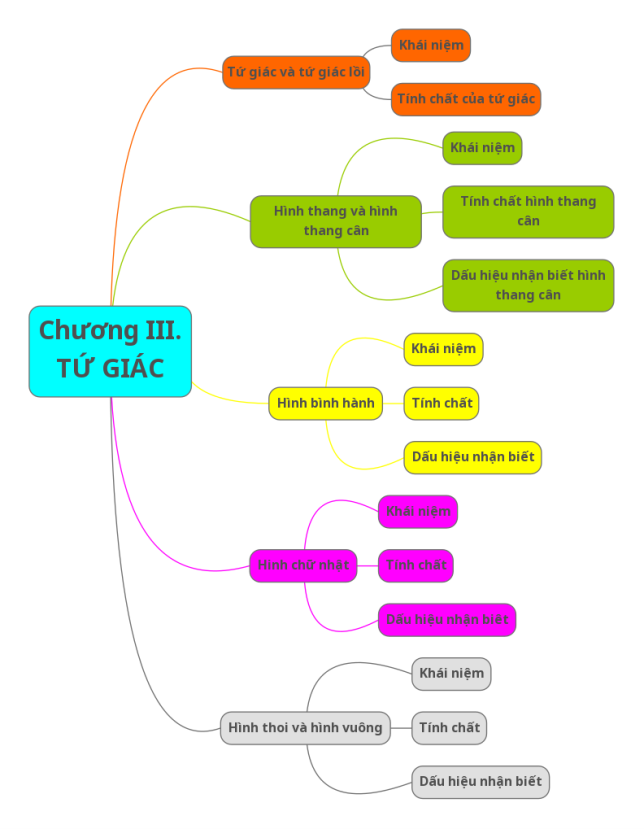 Khái niệm
Tứ giác và tứ giác lồi
Tính chất của tứ giác
Khái niệm
Hình thang và hình
thang cân
Tính chất hình thang
cân
Dấu hiệu nhận biết hình
thang cân
Chương III.
TỨ GIÁC
Khái niệm
Hình bình hành
Tính chất
Dấu hiệu nhận biết
Khái niệm
Hình chữ nhật
Tính chất
Dấu hiệu nhận biết
Khái niệm
Hình thoi và hình vuông
Tính chất
Dấu hiệu nhận biết